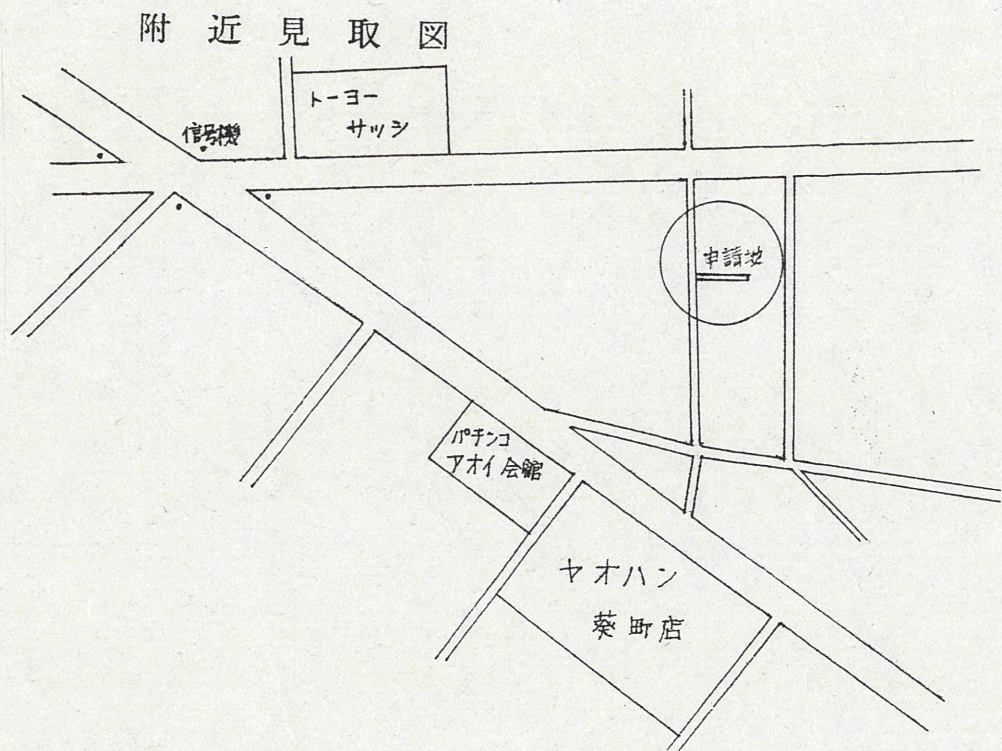 附近見取図
トーヨー
サッシ
信号機
申請地
パチンコ
アオイ会館
ヤオハン
葵町店